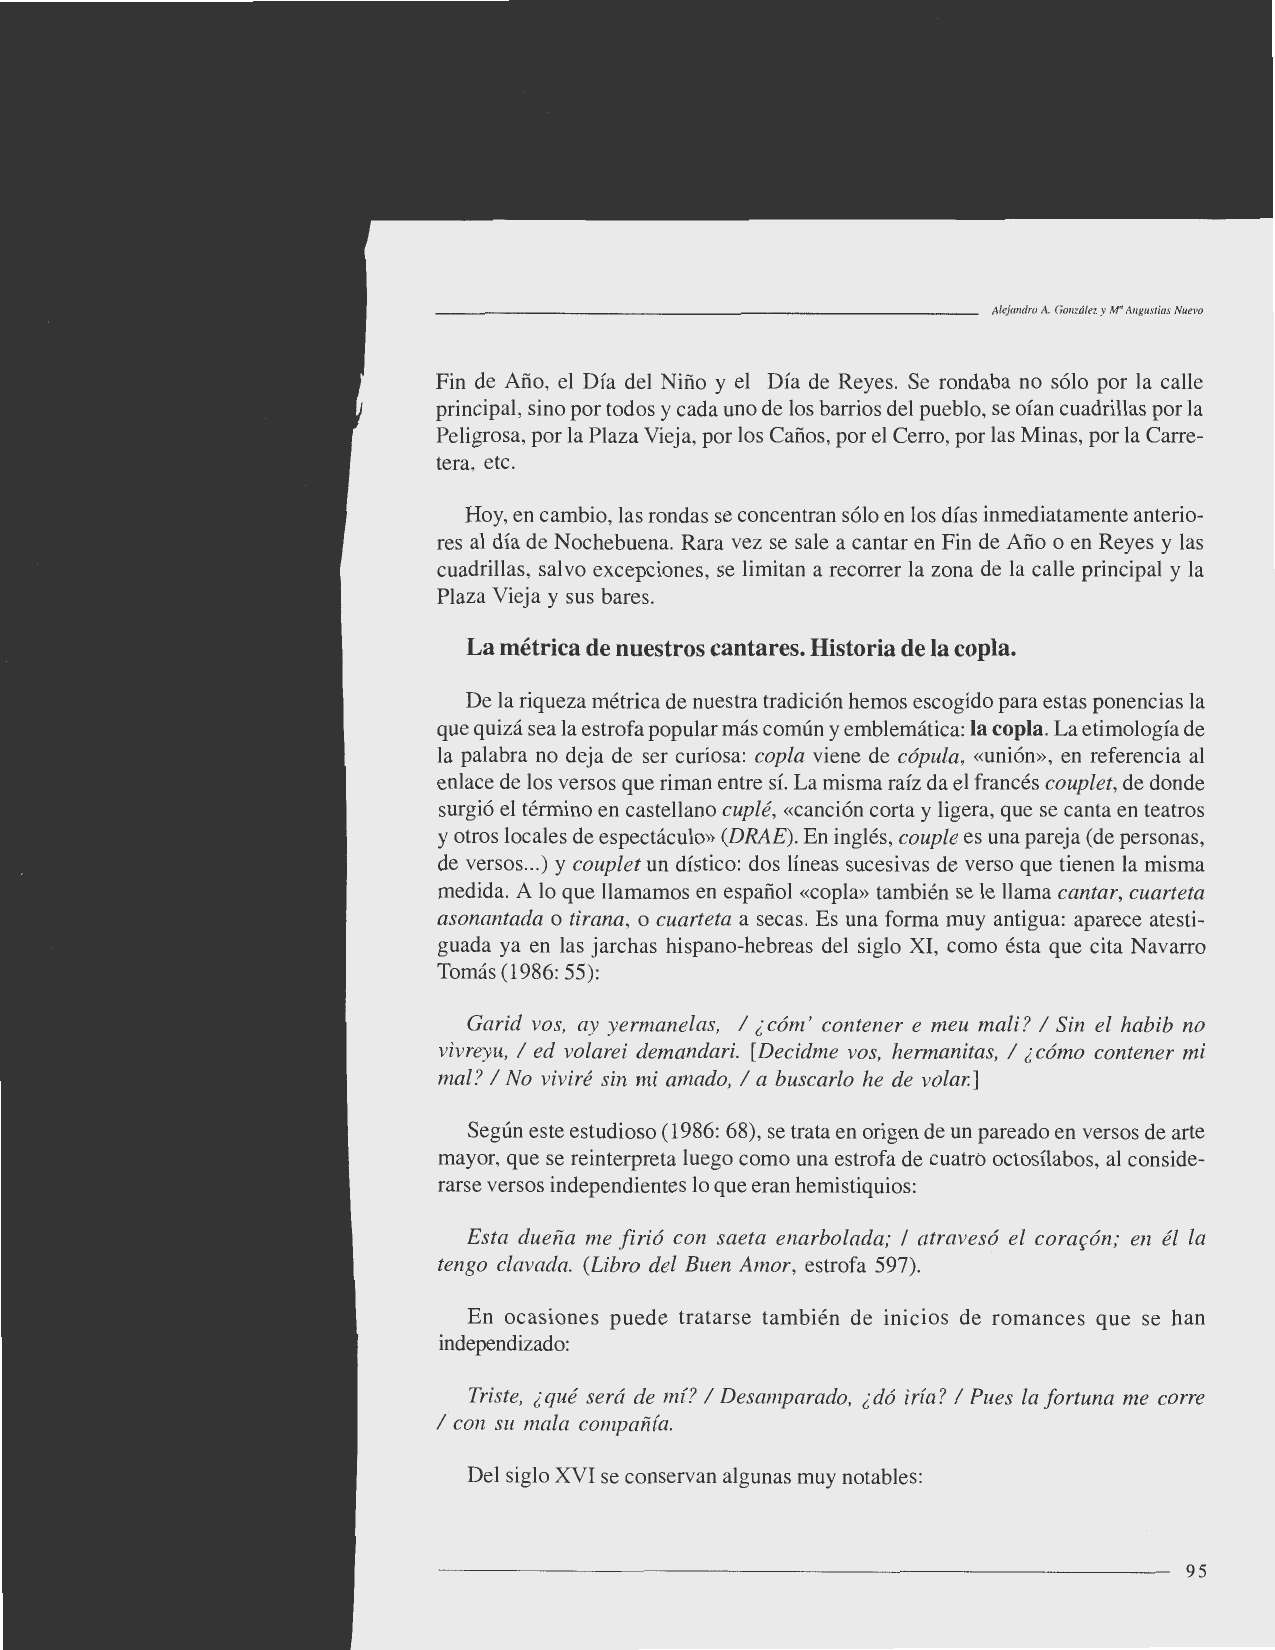 Alejandro A. González y Mª Angustias Nuevo
Fin de Año, el Día del Niño y el Día de Reyes. Se rondaba no sólo por la calle
principal, sino por todos y cada uno de los barrios del pueblo, se oían cuadrillas por la
Peligrosa, por la Plaza Vieja, por los Caños, por el Cerro, por las Minas, por la Carre-
tera, etc.
Hoy, en cambio, las rondas se concentran sólo en los días inmediatamente anterio-
res al día de Nochebuena. Rara vez se sale a cantar en Fin de Año o en Reyes y las
cuadrillas, salvo excepciones, se limitan a recorrer la zona de la calle principal y la
Plaza Vieja y sus bares.
La métrica de nuestros cantares. Historia de la copla.
De la riqueza métrica de nuestra tradición hemos escogido para estas ponencias la
que quizá sea la estrofa popular más común y emblemática: la copla. La etimología de
la palabra no deja de ser curiosa: copla viene de cópula, «unión», en referencia al
enlace de los versos que riman entre sí. La misma raíz da el francés couplet, de donde
surgió el término en castellano cuplé, «canción corta y ligera, que se canta en teatros
y otros locales de espectáculo» (DRAE). En inglés, couple es una pareja (de personas,
de versos...) y couplet un dístico: dos líneas sucesivas de verso que tienen la misma
medida. A lo que llamamos en español «copla» también se le llama cantar, cuarteta
asonantada o tirana, o cuarteta a secas. Es una forma muy antigua: aparece atesti-
guada ya en las jarchas hispano-hebreas del siglo XI, como ésta que cita Navarro
Tomás (1986: 55):
Garid vos, ay yermanelas, / ¿cóm' contener e meu mali? / Sin el habib no
vivreyu, / ed volarei demandari. [Decidme vos, hermanitas, / ¿cómo contener mi
mal? / No viviré sin mi amado, / a buscarlo he de volar.]
Según este estudioso (1986: 68), se trata en origen de un pareado en versos de arte
mayor, que se reinterpreta luego como una estrofa de cuatro octosílabos, al conside-
rarse versos independientes lo que eran hemistiquios:
Esta dueña me firió con saeta enarbolada; / atravesó el coraçón; en él la
tengo clavada. (Libro del Buen Amor, estrofa 597).
En ocasiones puede tratarse también de inicios de romances que se han
independizado:
Triste, ¿qué será de mí? / Desamparado, ¿dó iría? / Pues la fortuna me corre
/ con su mala compañía.
Del siglo XVI se conservan algunas muy notables:
95